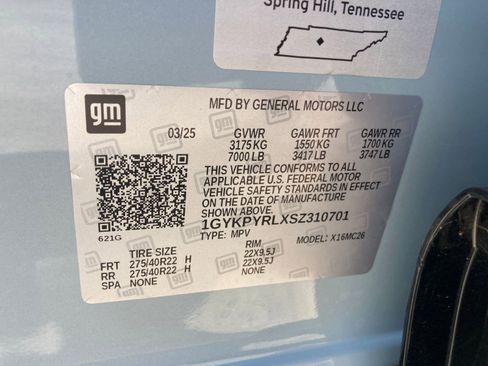 Spring Hill, Tennessee
gm
MFD BY GENERAL MOTORS LLC
03/25 GVWR GAWR FRT GAWR RR
3175 KG 1550 KG 1700 KG
7000 LB 3417 LB 3747 LB
THIS VEHICLE CONFORMS TO ALL
APPLICABLE U.S. FEDERAL MOTOR
VEHICLE SAFETY STANDARDS IN EFFECT
ON THE DATE OF MANUFACTURE
SHOWN ABOVE.
1GYKPYRLXSZ310701
621G TYPE: MPV MODEL: X16MC26
TIRE SIZE RIM
FRT 275/40R22 H 22X9.5J
RR 275/40R22 H 22X9.5J
SPA NONE NONE